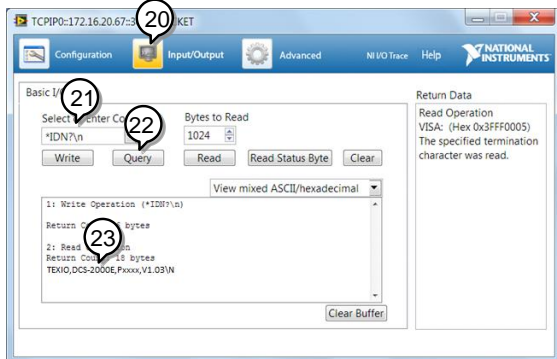 TCPIP0::172.16.20.67::3 KET
20
Configuration Input/Output Advanced NI I/O Trace Help NATIONAL INSTRUMENTS
Basic I/
21
Select Enter Co
Bytes to Read
22
*IDN?\n
1024
Write Query Read Read Status Byte Clear
View mixed ASCII/hexadecimal
1: Write Operation (*IDN?\n)
Return Co 6 bytes
23
2: Read on
Return Cou 18 bytes
TEXIO,DCS-2000E,Pxxxx,V1.03\N
Clear Buffer
Return Data
Read Operation
VISA: (Hex 0x3FFF0005)
The specified termination
character was read.